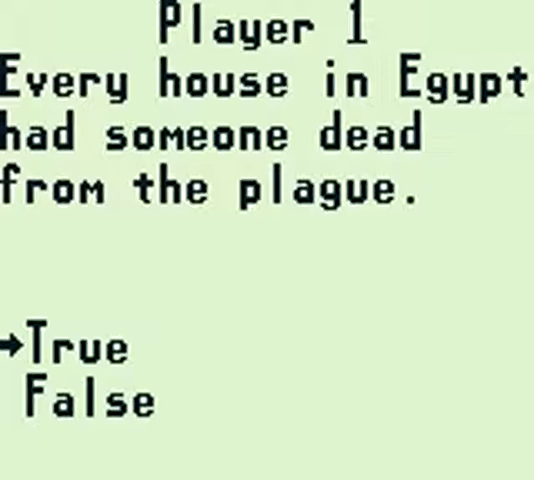 Player 1
Every house in Egypt
had someone dead
from the plague.
→True
False